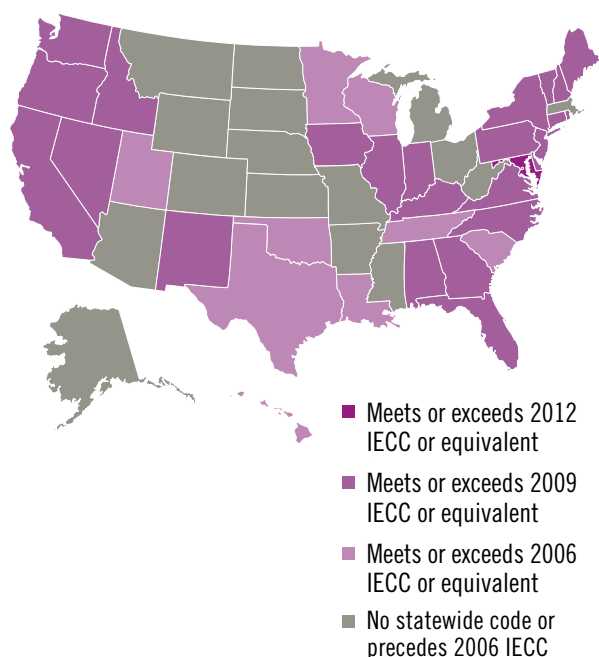 Meets or exceeds 2012
IECC or equivalent
Meets or exceeds 2009
IECC or equivalent
Meets or exceeds 2006
IECC or equivalent
No statewide code or
precedes 2006 IECC